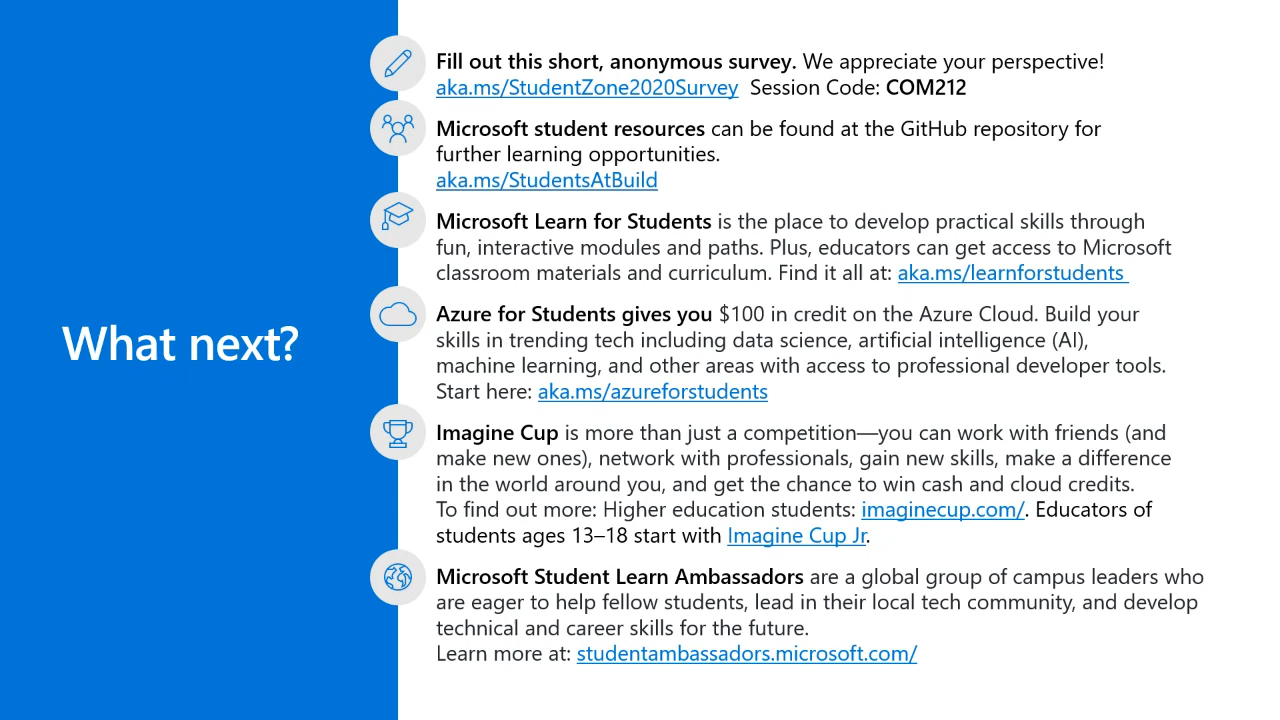 What next?
Fill out this short, anonymous survey. We appreciate your perspective!
aka.ms/StudentZone2020Survey Session Code: COM212
Microsoft student resources can be found at the GitHub repository for
further learning opportunities.
aka.ms/StudentsAtBuild
Microsoft Learn for Students is the place to develop practical skills through
fun, interactive modules and paths. Plus, educators can get access to Microsoft
classroom materials and curriculum. Find it all at: aka.ms/learnforstudents
Azure for Students gives you $100 in credit on the Azure Cloud. Build your
skills in trending tech including data science, artificial intelligence (AI),
machine learning, and other areas with access to professional developer tools.
Start here: aka.ms/azureforstudents
Imagine Cup is more than just a competition—you can work with friends (and
make new ones), network with professionals, gain new skills, make a difference
in the world around you, and get the chance to win cash and cloud credits.
To find out more: Higher education students: imaginecup.com/. Educators of
students ages 13–18 start with Imagine Cup Jr.
Microsoft Student Learn Ambassadors are a global group of campus leaders who
are eager to help fellow students, lead in their local tech community, and develop
technical and career skills for the future.
Learn more at: studentambassadors.microsoft.com/